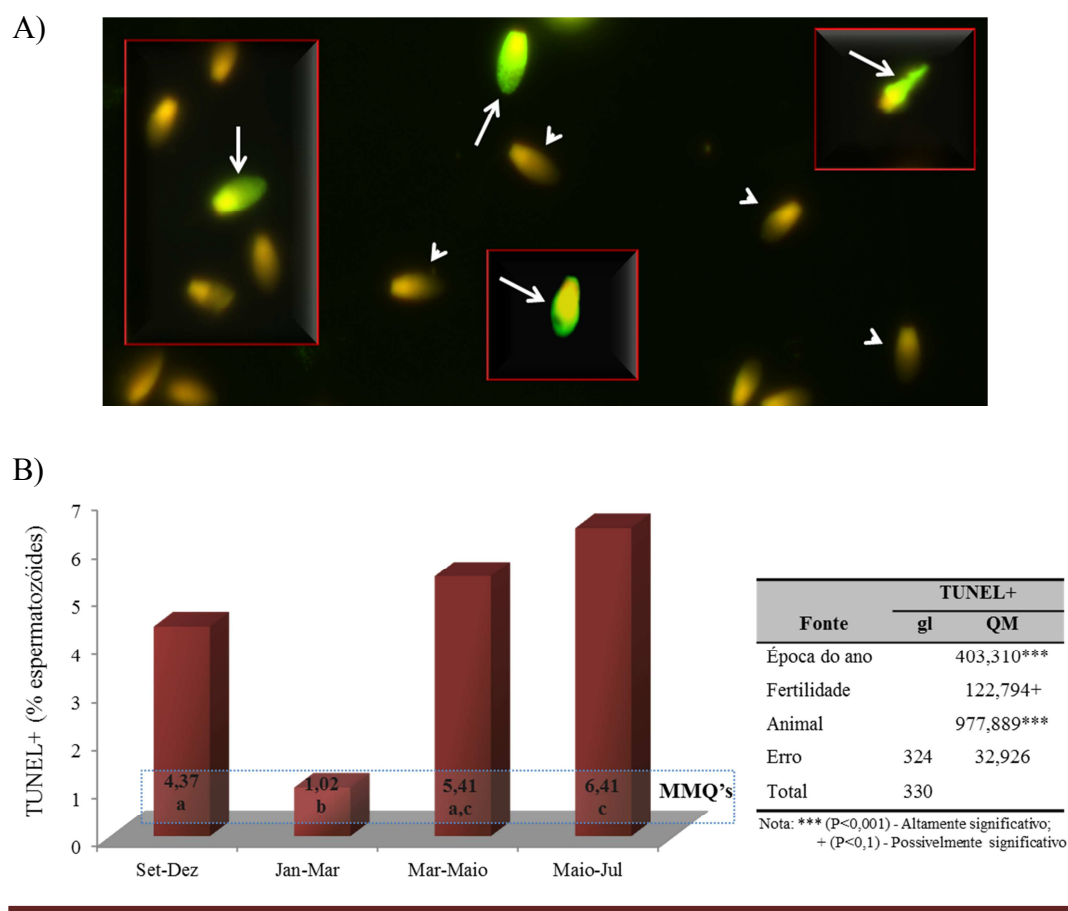 A)
B)
TUNEL+ (% espermatozóides)
7
6
5
4
3
2
1
0
4,37
a
1,02
b
5,41
a,c
6,41
c
MMQ's
Set-Dez
Jan-Mar
Mar-Maio
Maio-Jul
TUNEL+
Fonte gl QM
Época do ano 403,310***
Fertilidade 122,794+
Animal 977,889***
Erro 324 32,926
Total 330
Nota: *** (P<0,001) - Altamente significativo;
+ (P<0,1) - Possivelmente significativo